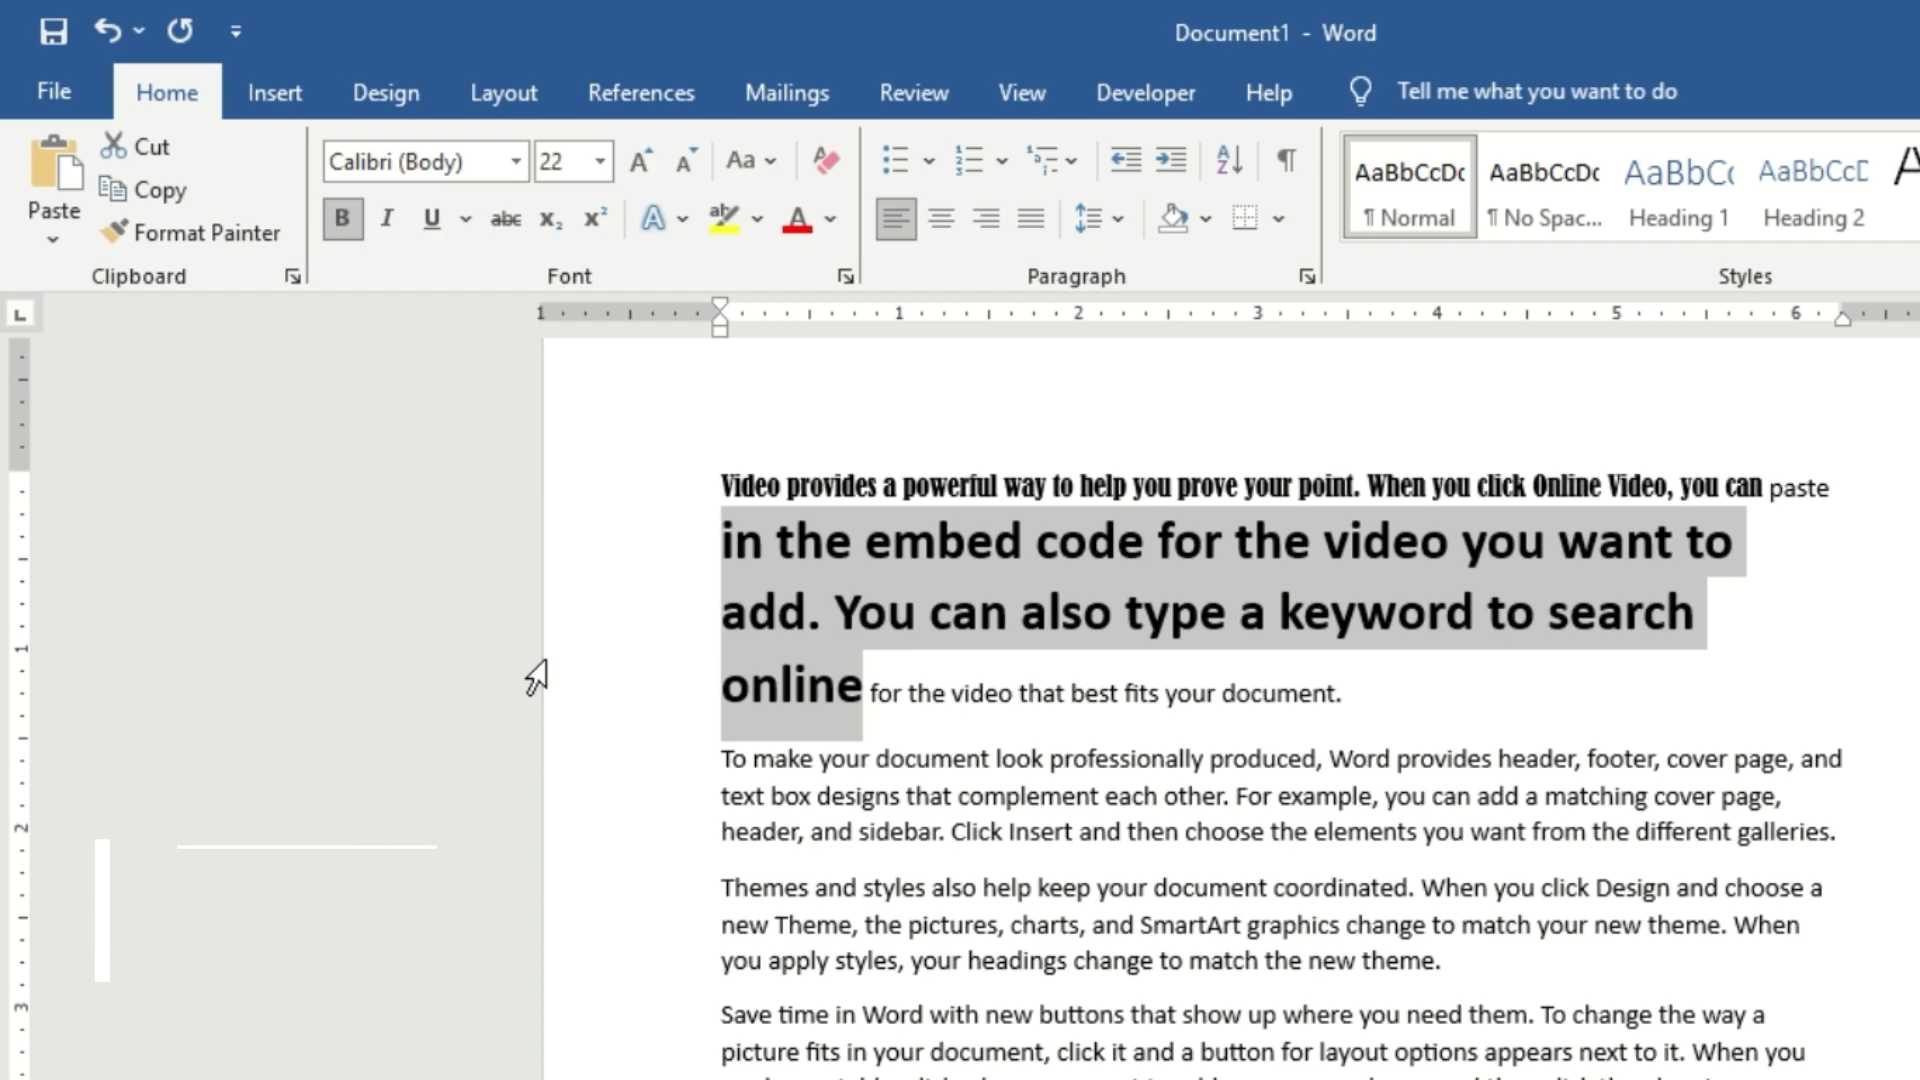 Document1 - Word
File Home Insert Design Layout References Mailings Review View Developer Help Tell me what you want to do
Paste
Cut
Copy
Format Painter
Clipboard
Calibri (Body) 22
Font
Paragraph
AaBbCcDc AaBbCcDc AaBbC AaBbCcD
¶ Normal ¶ No Spac... Heading 1 Heading 2
Styles
1 1 2 3 4 5 6
Video provides a powerful way to help you prove your point. When you click Online Video, you can paste
in the embed code for the video you want to
add. You can also type a keyword to search
online for the video that best fits your document.
To make your document look professionally produced, Word provides header, footer, cover page, and
text box designs that complement each other. For example, you can add a matching cover page,
header, and sidebar. Click Insert and then choose the elements you want from the different galleries.
Themes and styles also help keep your document coordinated. When you click Design and choose a
new Theme, the pictures, charts, and SmartArt graphics change to match your new theme. When
you apply styles, your headings change to match the new theme.
Save time in Word with new buttons that show up where you need them. To change the way a
picture fits in your document, click it and a button for layout options appears next to it. When you